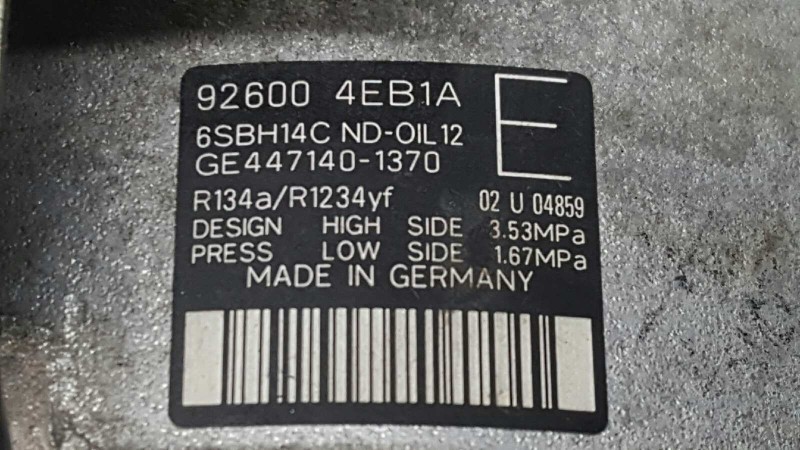 92600 4EB1A E
6SBH14C ND-OIL12
GE447140-1370
R134a/R1234yf 02 U 04859
DESIGN HIGH SIDE 3.53MPa
PRESS LOW SIDE 1.67MPa
MADE IN GERMANY